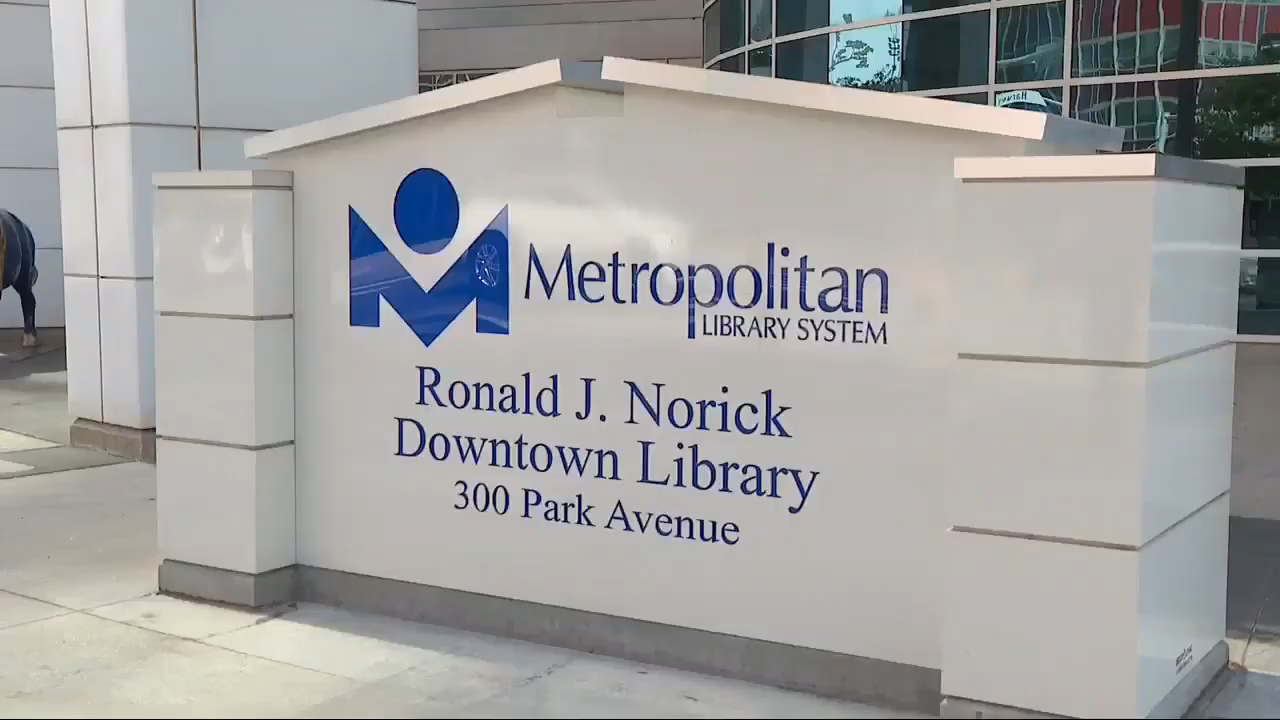 Metropolitan
LIBRARY SYSTEM
Ronald J. Norick
Downtown Library
300 Park Avenue